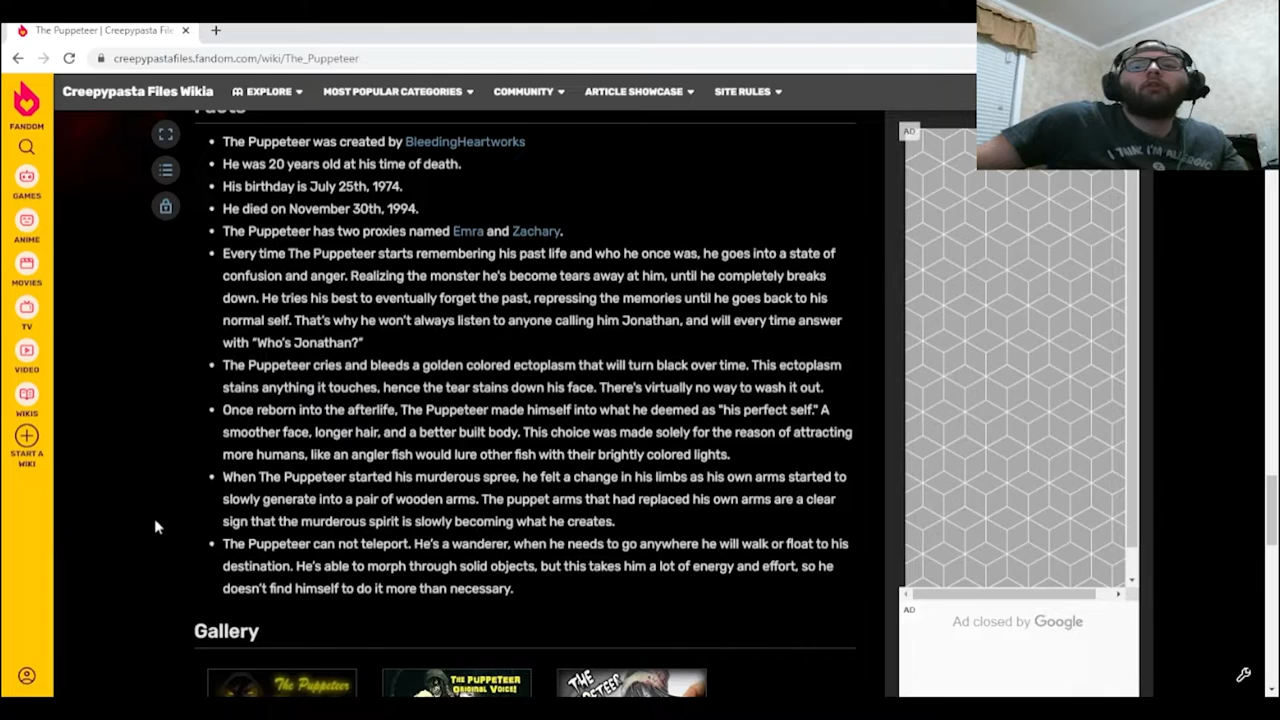 The Puppeteer | Creepypasta File
creepypastafiles.fandom.com/wiki/The_Puppeteer
Creepypasta Files Wikia
EXPLORE
MOST POPULAR CATEGORIES
COMMUNITY
ARTICLE SHOWCASE
SITE RULES
FANDOM
GAMES
ANIME
MOVIES
TV
VIDEO
WIKIS
START A
WIKI
Facts
The Puppeteer was created by BleedingHeartworks
He was 20 years old at his time of death.
His birthday is July 25th, 1974.
He died on November 30th, 1994.
The Puppeteer has two proxies named Emra and Zachary.
Every time The Puppeteer starts remembering his past life and who he once was, he goes into a state of
confusion and anger. Realizing the monster he's become tears away at him, until he completely breaks
down. He tries his best to eventually forget the past, repressing the memories until he goes back to his
normal self. That's why he won't always listen to anyone calling him Jonathan, and will every time answer
with "Who's Jonathan?"
The Puppeteer cries and bleeds a golden colored ectoplasm that will turn black over time. This ectoplasm
stains anything it touches, hence the tear stains down his face. There's virtually no way to wash it out.
Once reborn into the afterlife, The Puppeteer made himself into what he deemed as "his perfect self." A
smoother face, longer hair, and a better built body. This choice was made solely for the reason of attracting
more humans, like an angler fish would lure other fish with their brightly colored lights.
When The Puppeteer started his murderous spree, he felt a change in his limbs as his own arms started to
slowly generate into a pair of wooden arms. The puppet arms that had replaced his own arms are a clear
sign that the murderous spirit is slowly becoming what he creates.
The Puppeteer can not teleport. He's a wanderer, when he needs to go anywhere he will walk or float to his
destination. He's able to morph through solid objects, but this takes him a lot of energy and effort, so he
doesn't find himself to do it more than necessary.
Gallery
The Puppeteer
THE PUPPETEER
ORIGINAL VOICE!
THE
AD
AD
Ad closed by Google
I THINK I'M ALLERGIC